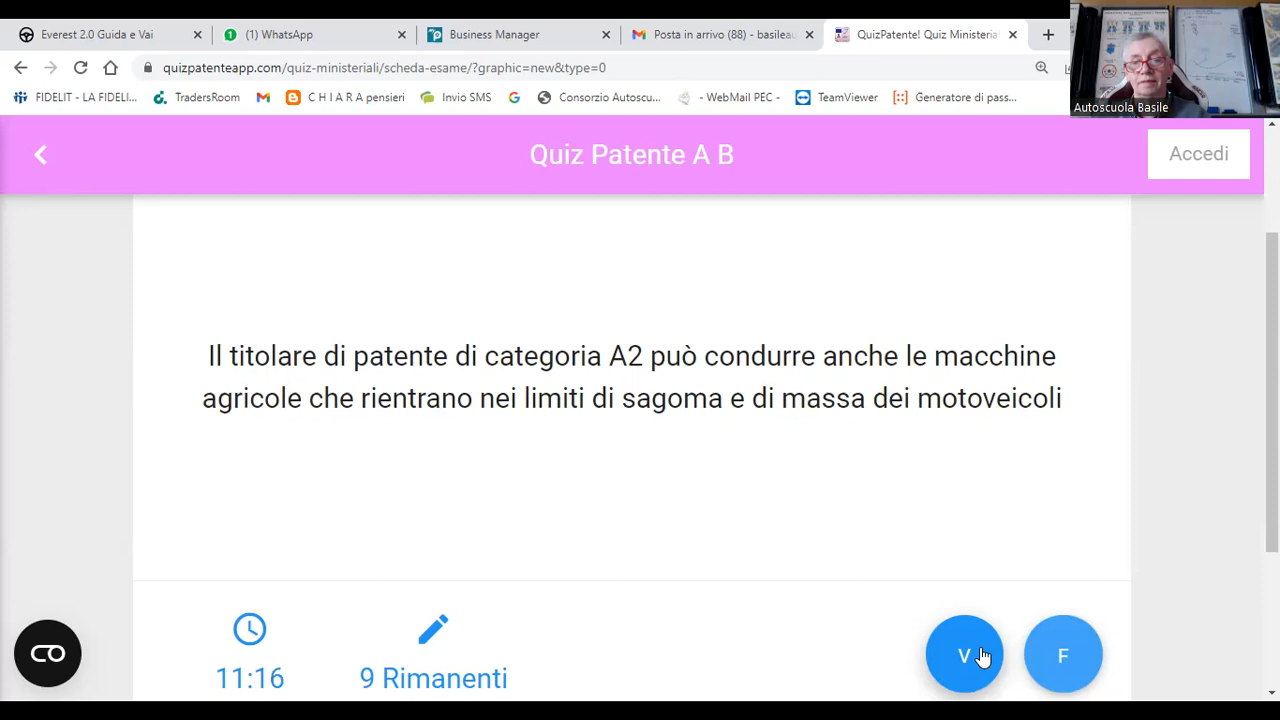 Everest 2.0 Guida e Vai
(1) WhatsApp
Business Manager
Posta in arrivo (88) - basileau
QuizPatente! Quiz Ministeria
quizpatenteapp.com/quiz-ministeriali/scheda-esame/?graphic=new&type=0
FIDELIT - LA FIDELI...
TradersRoom
C H I A R A pensieri
Invio SMS
Consorzio Autoscu...
- WebMail PEC -
TeamViewer
Generatore di pass...
Autoscuola Basile
Quiz Patente A B
Accedi
Il titolare di patente di categoria A2 può condurre anche le macchine
agricole che rientrano nei limiti di sagoma e di massa dei motoveicoli
V
F
11:16
9 Rimanenti